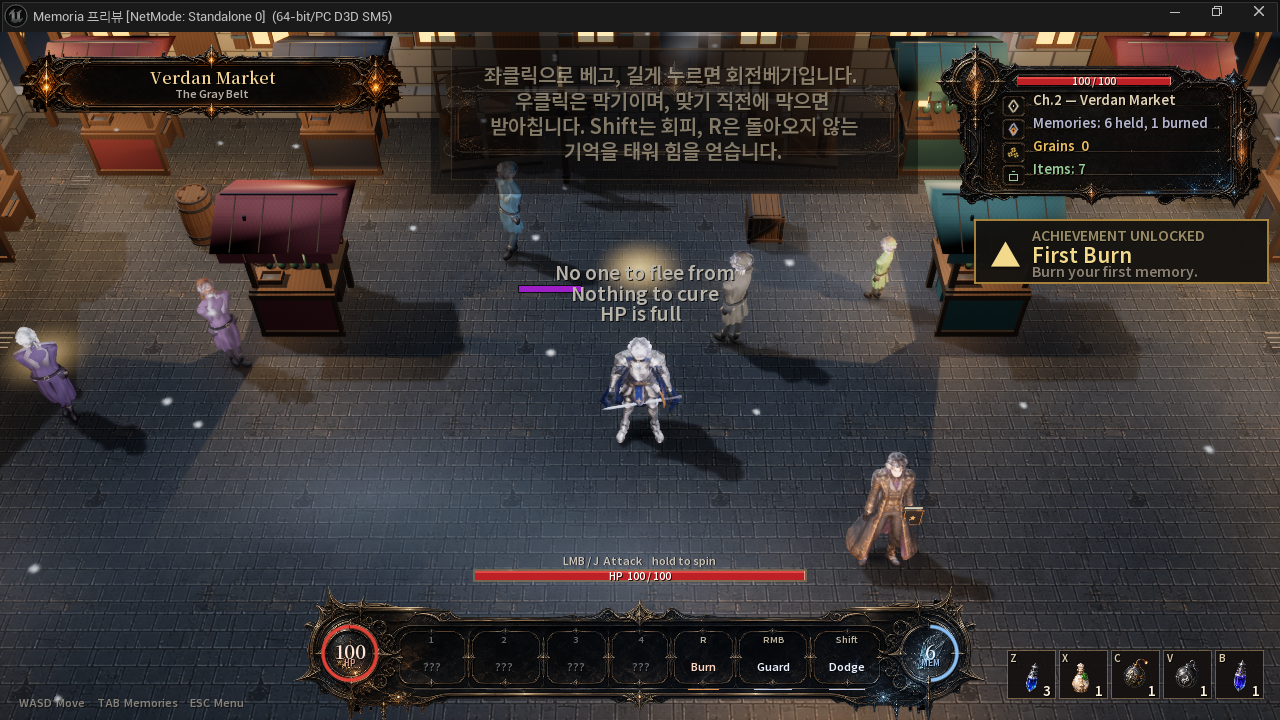 Memoria 프리뷰 [NetMode: Standalone 0] (64-bit/PC D3D SM5)
Verdan Market
The Gray Belt
좌클릭으로 베고, 길게 누르면 회전베기입니다.
우클릭은 막기이며, 맞기 직전에 막으면
받아칩니다. Shift는 회피, R은 돌아오지 않는
기억을 태워 힘을 얻습니다.
100 / 100
Ch.2 — Verdan Market
Memories: 6 held, 1 burned
Grains 0
Items: 7
ACHIEVEMENT UNLOCKED
First Burn
Burn your first memory.
No one to flee from
Nothing to cure
HP is full
LMB / J Attack hold to spin
HP 100 / 100
100
HP
1
???
2
???
3
???
4
???
R
Burn
RMB
Guard
Shift
Dodge
6
MEM
Z
3
X
1
C
1
V
1
B
1
WASD Move TAB Memories ESC Menu